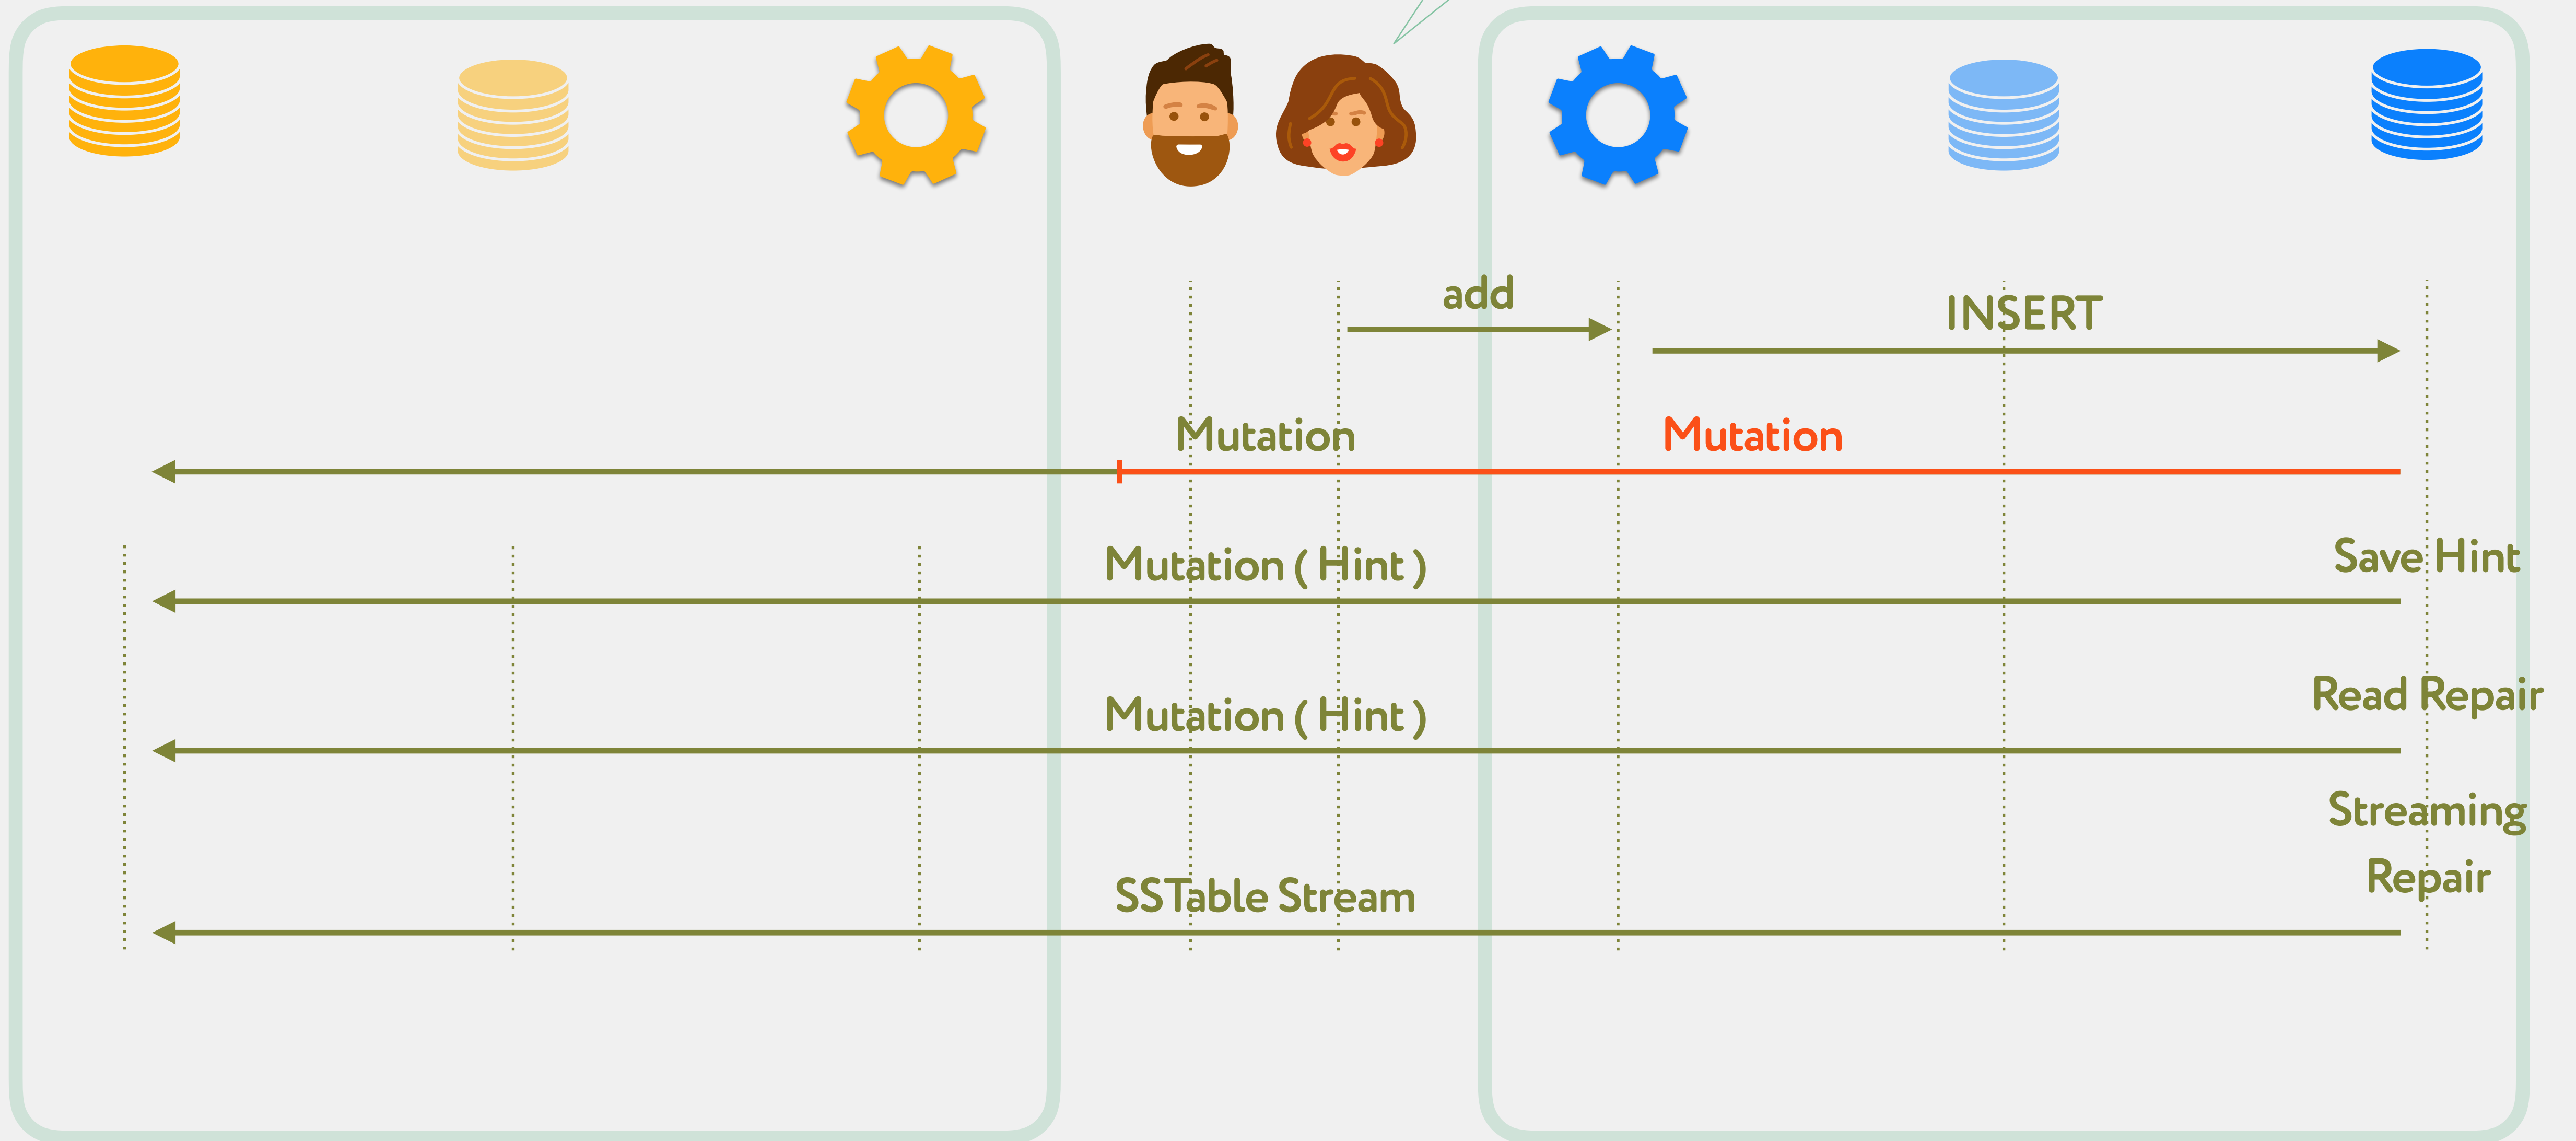 add
INSERT
Mutation
Mutation
Save Hint
Mutation ( Hint )
Read Repair
Mutation ( Hint )
Streaming
Repair
SSTable Stream